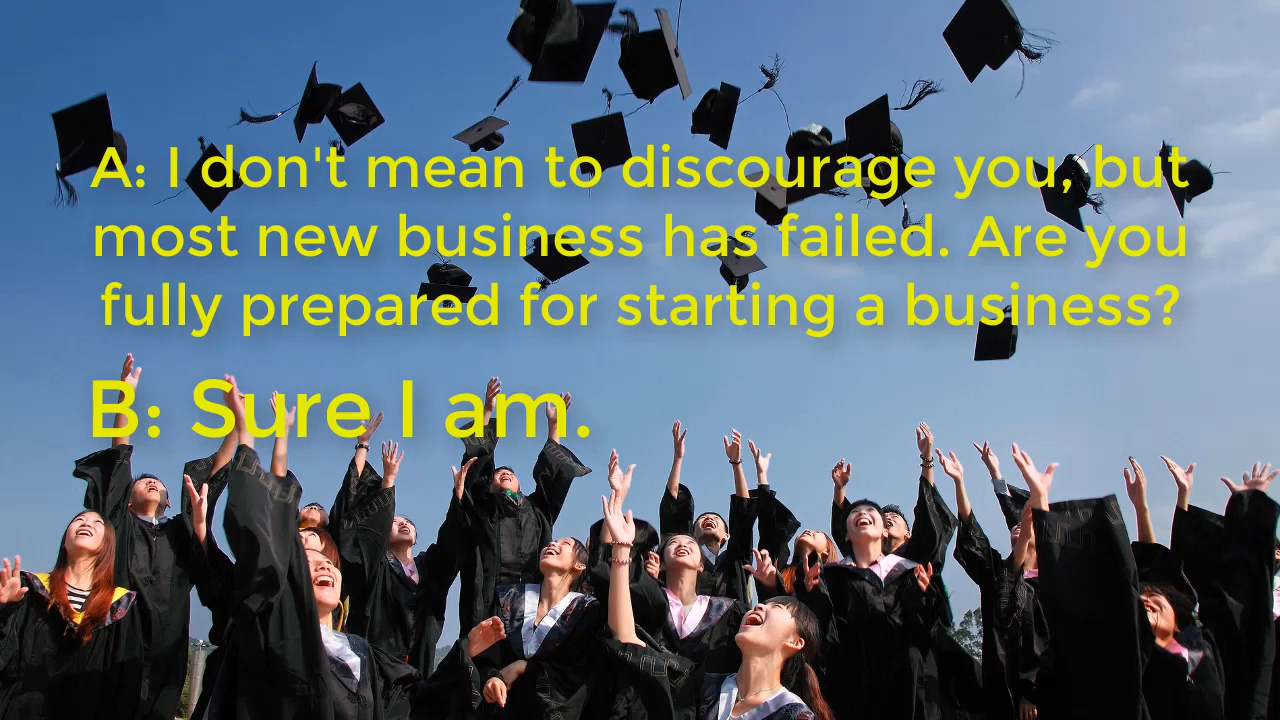 A: I don't mean to discourage you, but
most new business has failed. Are you
fully prepared for starting a business?
B: Sure I am.